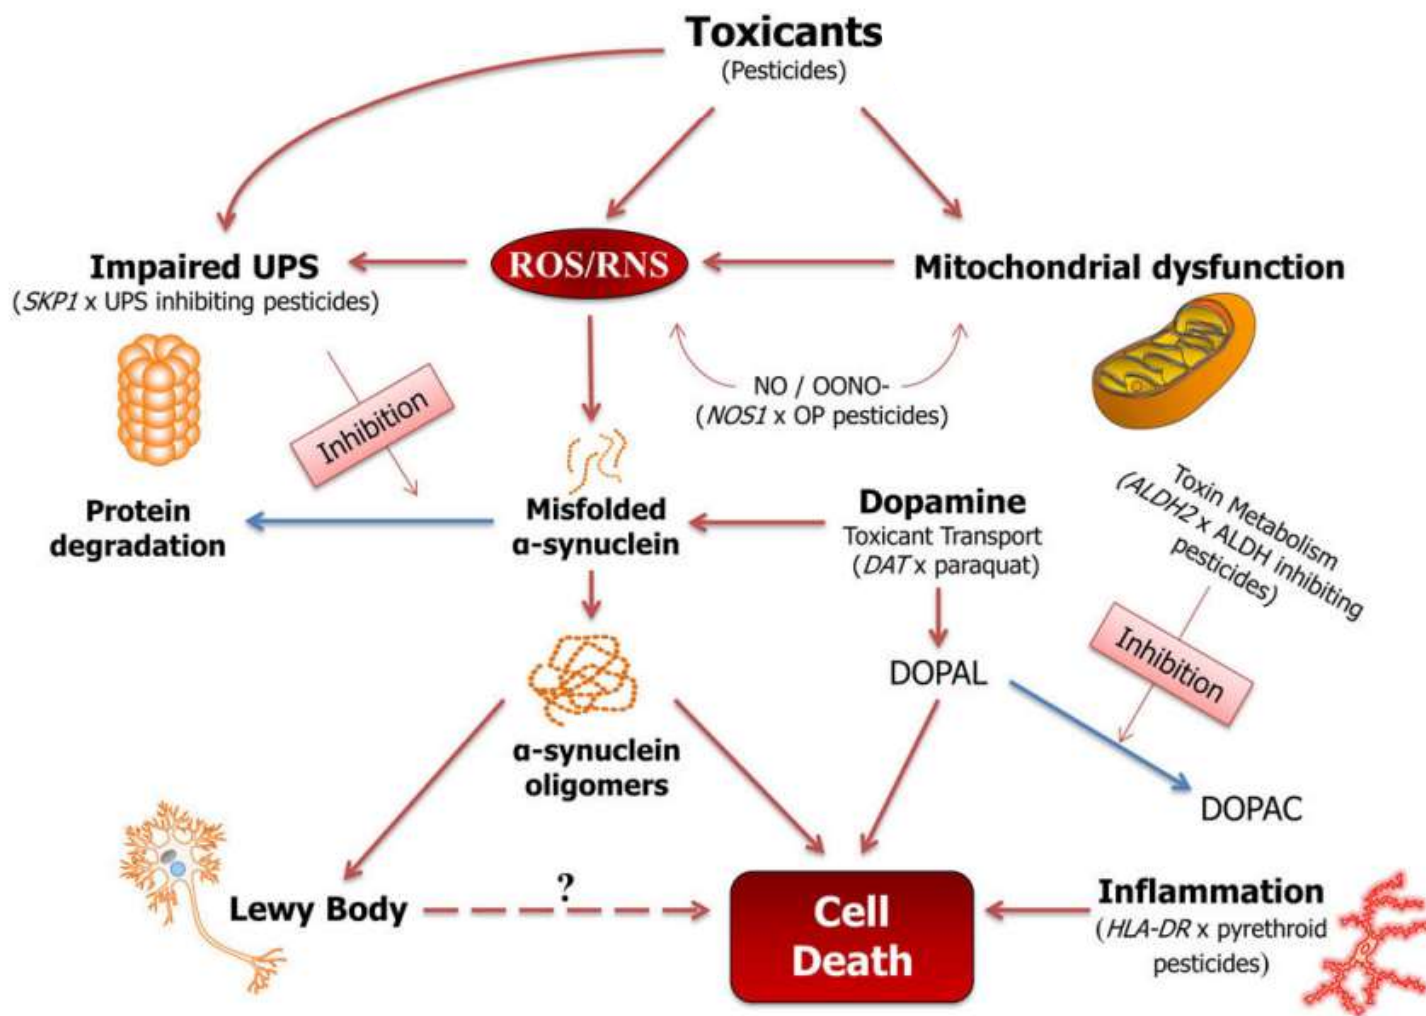 Toxicants
(Pesticides)
Impaired UPS
(SKP1 x UPS inhibiting pesticides)
ROS/RNS
Mitochondrial dysfunction
NO / OONO-
(NOS1 x OP pesticides)
Inhibition
Protein
degradation
Misfolded
α-synuclein
Dopamine
Toxicant Transport
(DAT x paraquat)
Toxin Metabolism
(ALDH2 x ALDH inhibiting
pesticides)
Inhibition
DOPAL
α-synuclein
oligomers
DOPAC
Lewy Body
?
Cell
Death
Inflammation
(HLA-DR x pyrethroid
pesticides)